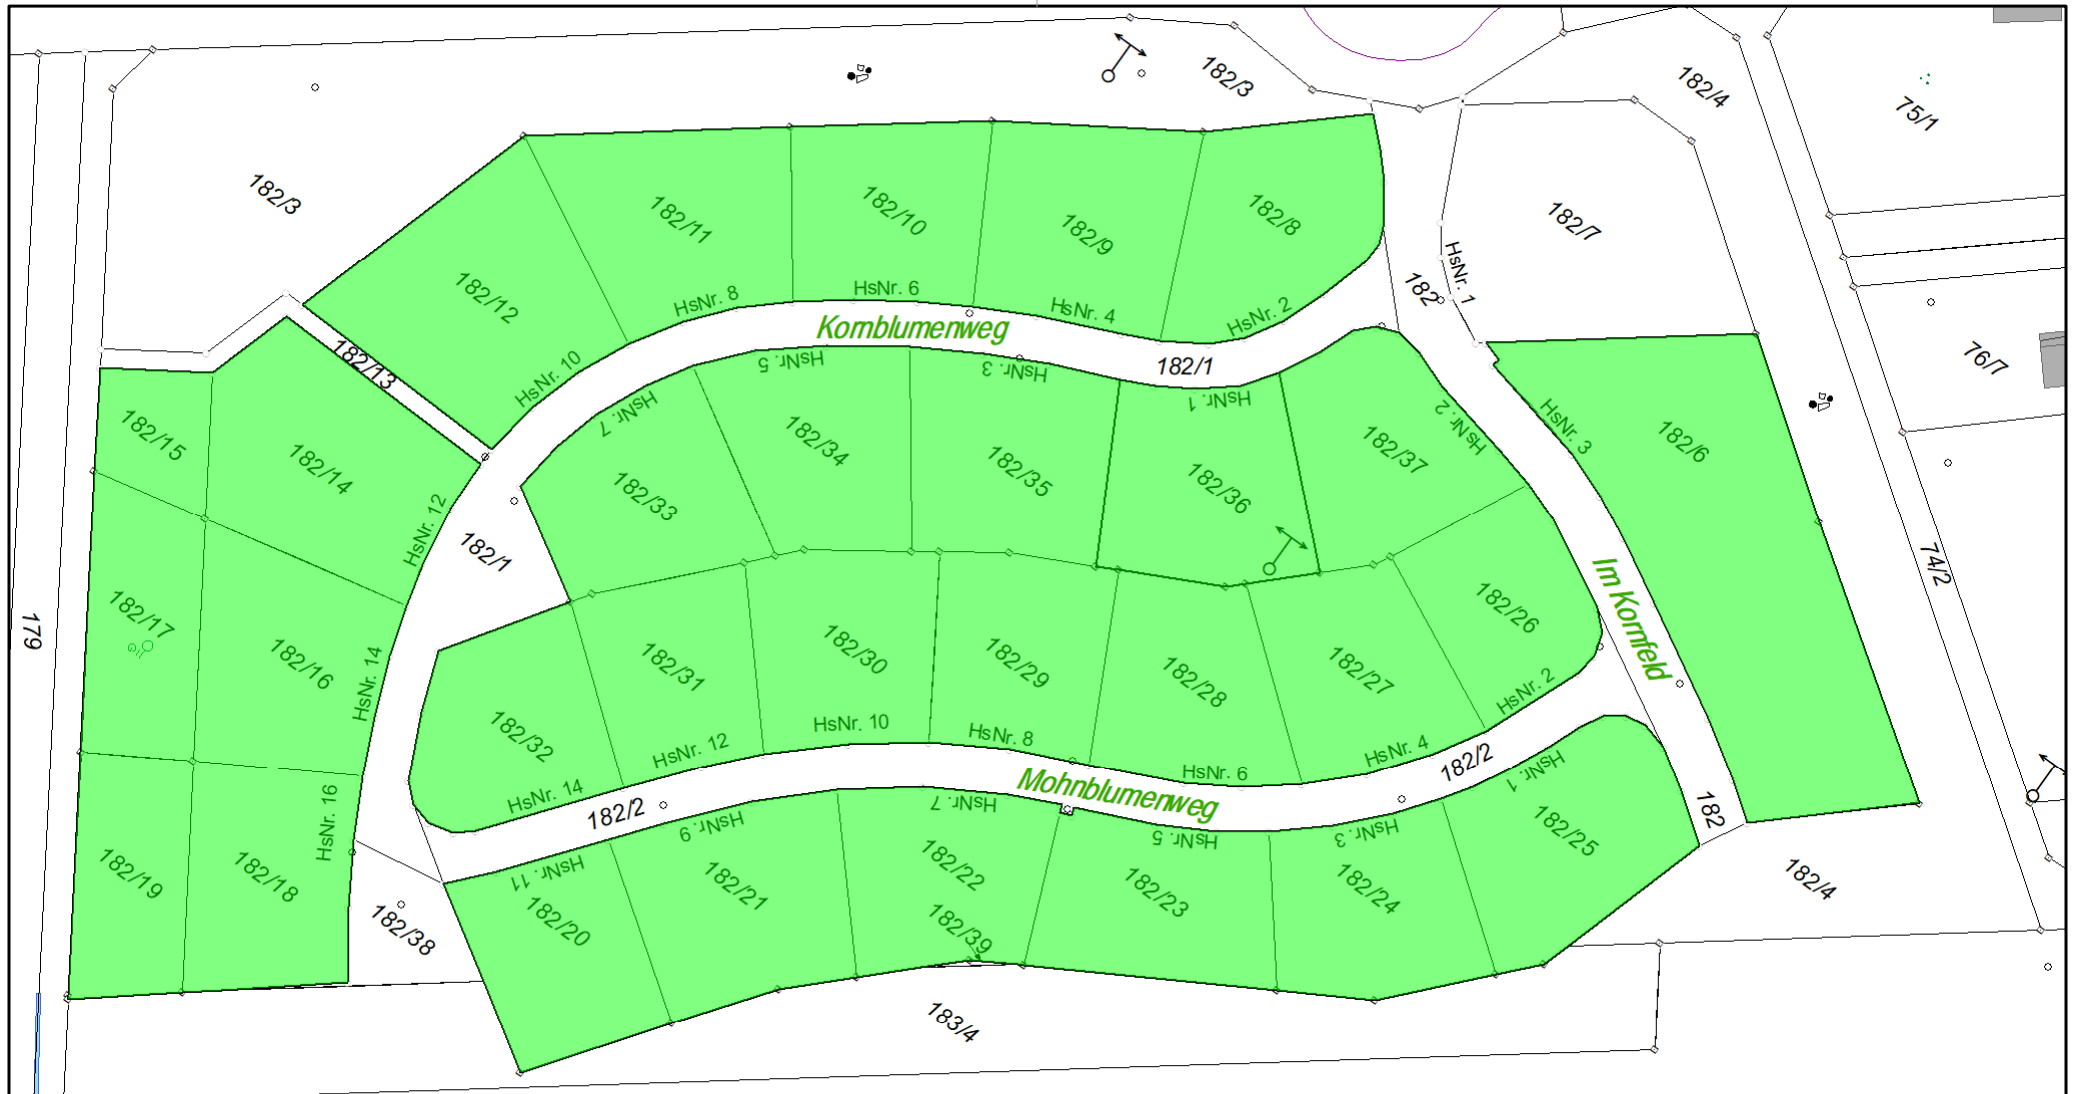 182/3
182/4
75/1
182/3
182/11
182/10
182/9
182/8
182/7
HsNr. 1
182
182/12
HsNr. 8
HsNr. 6
HsNr. 4
HsNr. 2
Kornblumenweg
182/13
HsNr. 10
HsNr. 5
HsNr. 3
182/1
76/7
HsNr. 7
HsNr. 1
HsNr. 2
HsNr. 3
182/15
182/14
182/34
182/35
182/36
182/37
182/6
182/33
HsNr. 12
182/1
74/2
Im Kornfeld
179
182/17
182/16
HsNr. 14
182/31
182/30
182/29
182/28
182/27
182/26
182/32
HsNr. 14
HsNr. 12
HsNr. 10
HsNr. 8
HsNr. 6
HsNr. 4
HsNr. 2
182/2
Mohnblumenweg
182/2
HsNr. 16
HsNr. 11
HsNr. 9
HsNr. 7
HsNr. 5
HsNr. 3
HsNr. 1
182
182/19
182/18
182/38
182/20
182/21
182/22
182/39
182/23
182/24
182/25
182/4
183/4